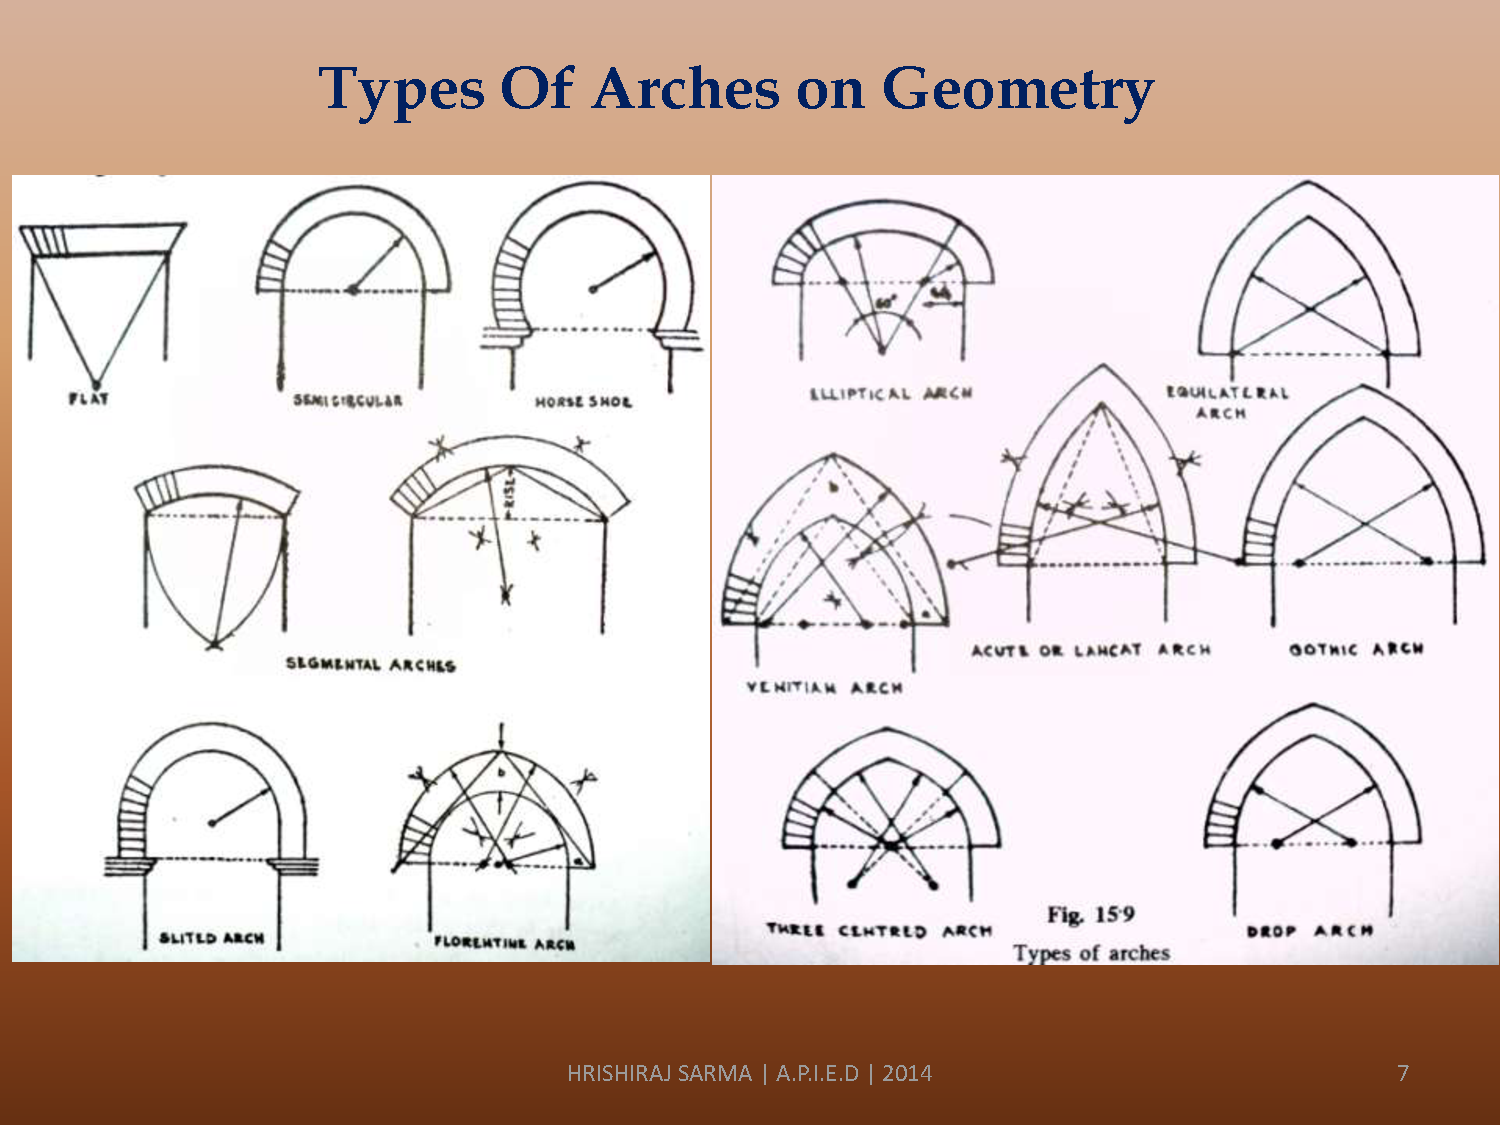 Types Of Arches on Geometry
FLAT
SEMICIRCULAR
HORSE SHOE
RISE
SEGMENTAL ARCHES
SLITED ARCH
b
a
FLORENTINE ARCH
60°
ELLIPTICAL ARCH
EQUILATERAL
ARCH
b
a
VENITIAN ARCH
ACUTE OR LANCAT ARCH
GOTHIC ARCH
THREE CENTRED ARCH
DROP ARCH
Fig. 15·9
Types of arches
HRISHIRAJ SARMA | A.P.I.E.D | 2014
7